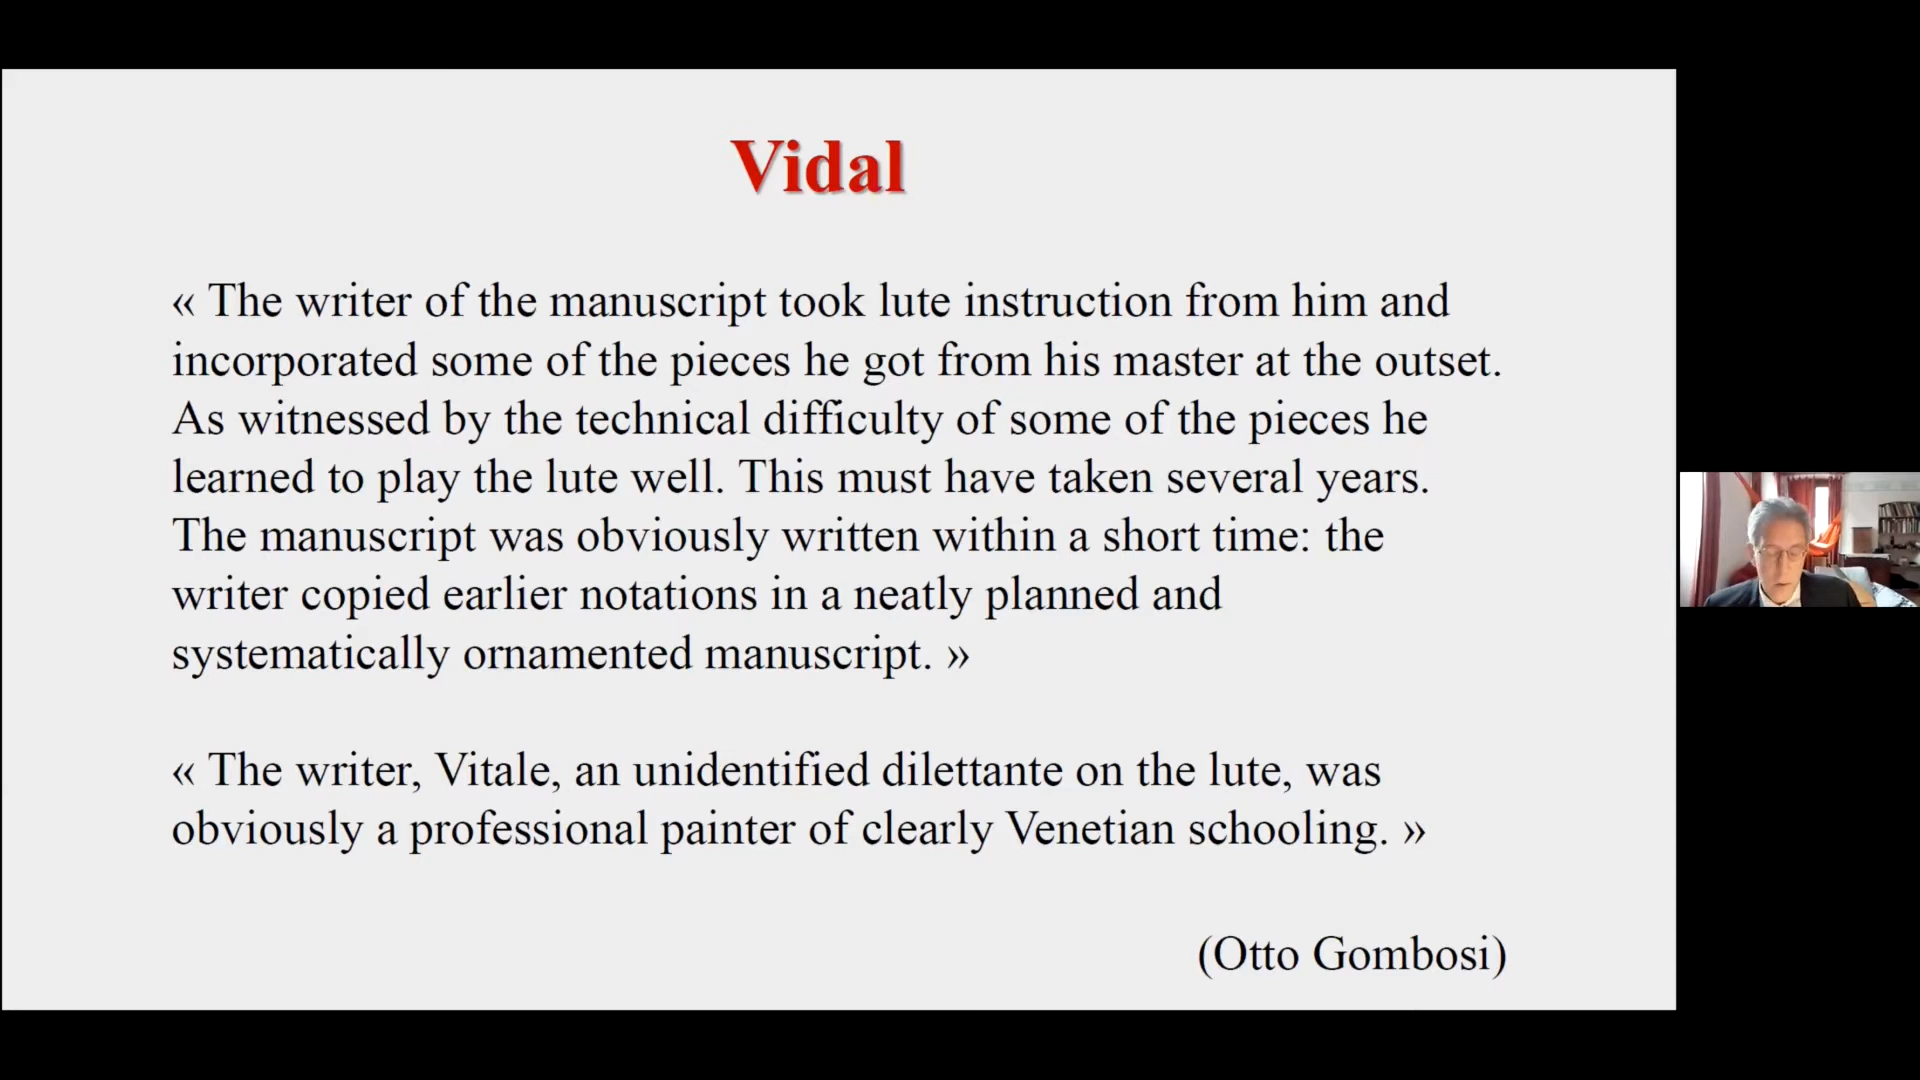 Vidal
« The writer of the manuscript took lute instruction from him and
incorporated some of the pieces he got from his master at the outset.
As witnessed by the technical difficulty of some of the pieces he
learned to play the lute well. This must have taken several years.
The manuscript was obviously written within a short time: the
writer copied earlier notations in a neatly planned and
systematically ornamented manuscript. »
« The writer, Vitale, an unidentified dilettante on the lute, was
obviously a professional painter of clearly Venetian schooling. »
(Otto Gombosi)